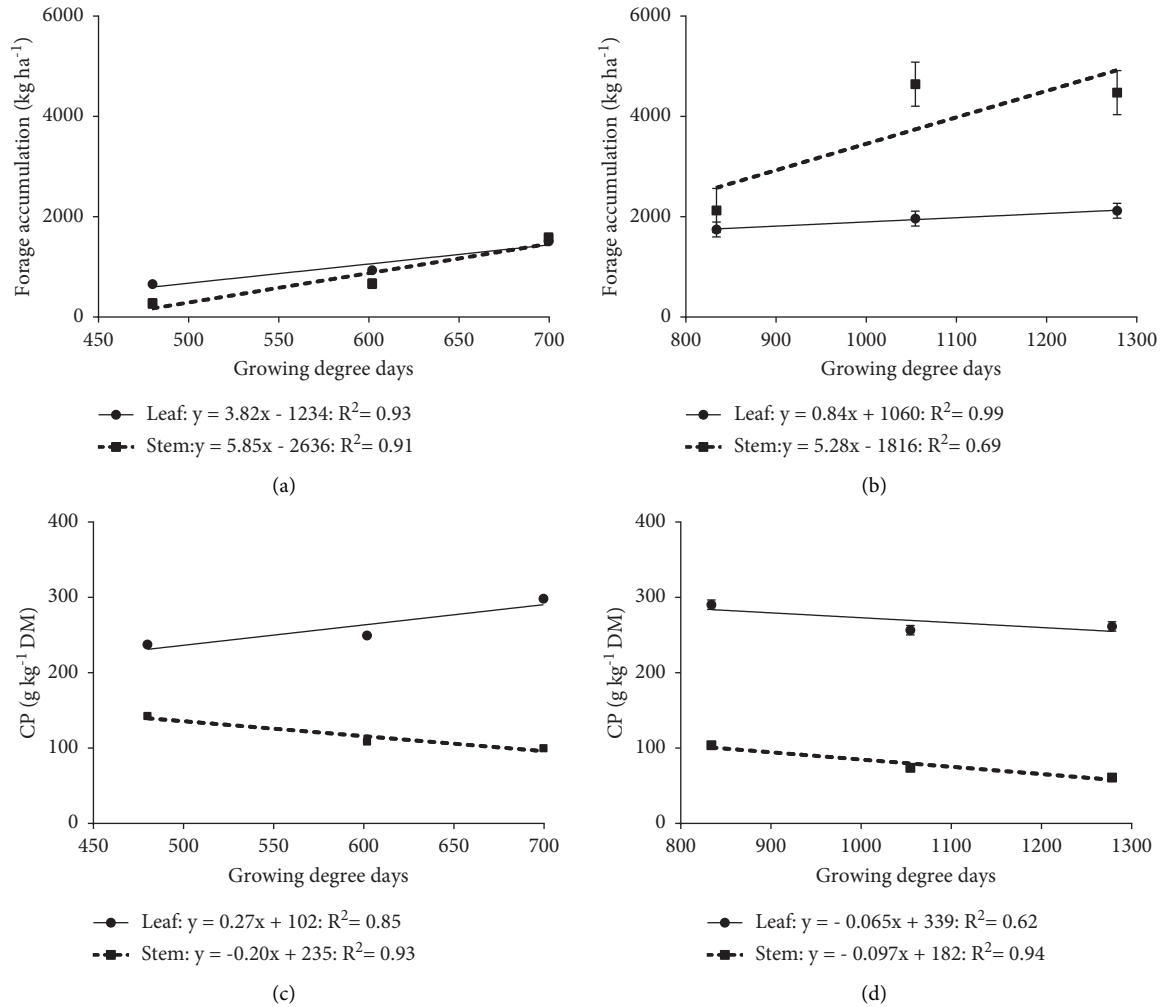 6000
4000
2000
0
Forage accumulation (kg ha-1)
450 500 550 600 650 700
Growing degree days
Leaf: y = 3.82x - 1234: R2= 0.93
Stem:y = 5.85x - 2636: R2= 0.91
(a)
6000
4000
2000
0
Forage accumulation (kg ha-1)
800 900 1000 1100 1200 1300
Growing degree days
Leaf: y = 0.84x + 1060: R2= 0.99
Stem:y = 5.28x - 1816: R2= 0.69
(b)
400
300
200
100
0
CP (g kg-1 DM)
450 500 550 600 650 700
Growing degree days
Leaf: y = 0.27x + 102: R2= 0.85
Stem: y = -0.20x + 235: R2= 0.93
(c)
400
300
200
100
0
CP (g kg-1 DM)
800 900 1000 1100 1200 1300
Growing degree days
Leaf: y = - 0.065x + 339: R2= 0.62
Stem: y = - 0.097x + 182: R2= 0.94
(d)